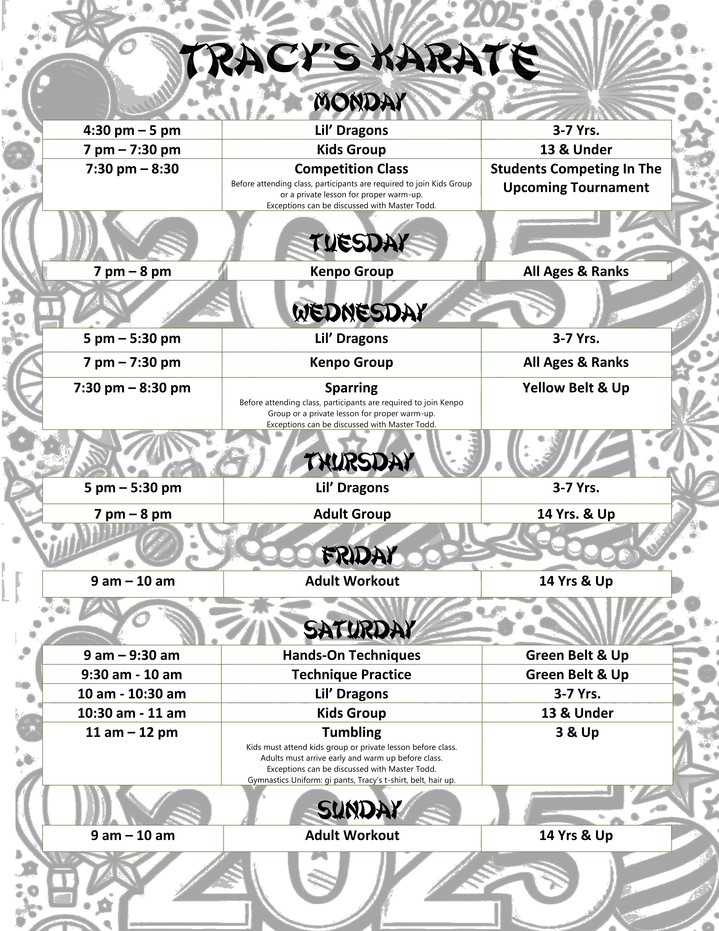 2025
TRACY'S KARATE
MONDAY
4:30 pm – 5 pm Lil' Dragons 3-7 Yrs.
7 pm – 7:30 pm Kids Group 13 & Under
7:30 pm – 8:30 Competition Class Students Competing In The
Upcoming Tournament
Before attending class, participants are required to join Kids Group
or a private lesson for proper warm-up.
Exceptions can be discussed with Master Todd.
TUESDAY
7 pm – 8 pm Kenpo Group All Ages & Ranks
WEDNESDAY
5 pm – 5:30 pm Lil' Dragons 3-7 Yrs.
7 pm – 7:30 pm Kenpo Group All Ages & Ranks
7:30 pm – 8:30 pm Sparring Yellow Belt & Up
Before attending class, participants are required to join Kenpo
Group or a private lesson for proper warm-up.
Exceptions can be discussed with Master Todd.
THURSDAY
5 pm – 5:30 pm Lil' Dragons 3-7 Yrs.
7 pm – 8 pm Adult Group 14 Yrs. & Up
FRIDAY
9 am – 10 am Adult Workout 14 Yrs & Up
SATURDAY
9 am – 9:30 am Hands-On Techniques Green Belt & Up
9:30 am - 10 am Technique Practice Green Belt & Up
10 am - 10:30 am Lil' Dragons 3-7 Yrs.
10:30 am - 11 am Kids Group 13 & Under
11 am – 12 pm Tumbling 3 & Up
Kids must attend kids group or private lesson before class.
Adults must arrive early and warm up before class.
Exceptions can be discussed with Master Todd.
Gymnastics Uniform: gi pants, Tracy's t-shirt, belt, hair up.
SUNDAY
9 am – 10 am Adult Workout 14 Yrs & Up
2025